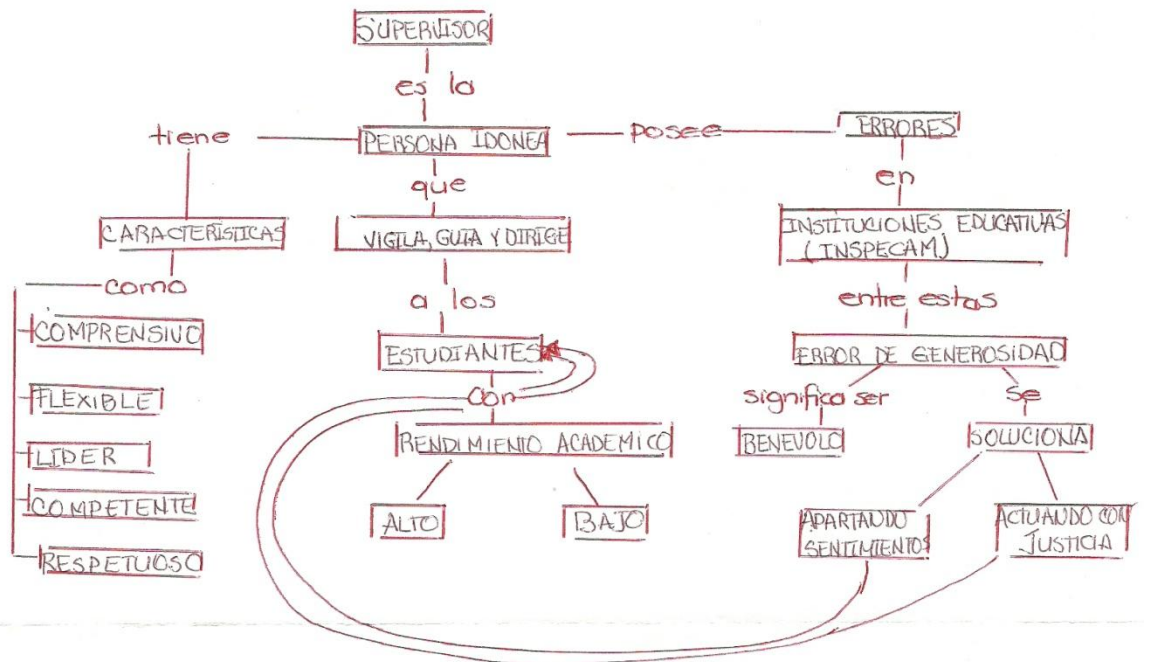 SUPERVISOR
es la
tiene
PERSONA IDONEA
posee
ERRORES
que
en
CARACTERÍSTICAS
VIGILA, GUIA Y DIRIGE
INSTITUCIONES EDUCATIVAS
(INSPECAM)
como
a los
entre estas
COMPRENSIVO
ESTUDIANTES
ERROR DE GENEROSIDAD
FLEXIBLE
con
significa ser
se
LIDER
RENDIMIENTO ACADEMICO
BENEVOLO
SOLUCIONA
COMPETENTE
ALTO
BAJO
APARTANDO
SENTIMIENTOS
ACTUANDO CON
JUSTICIA
RESPETUOSO